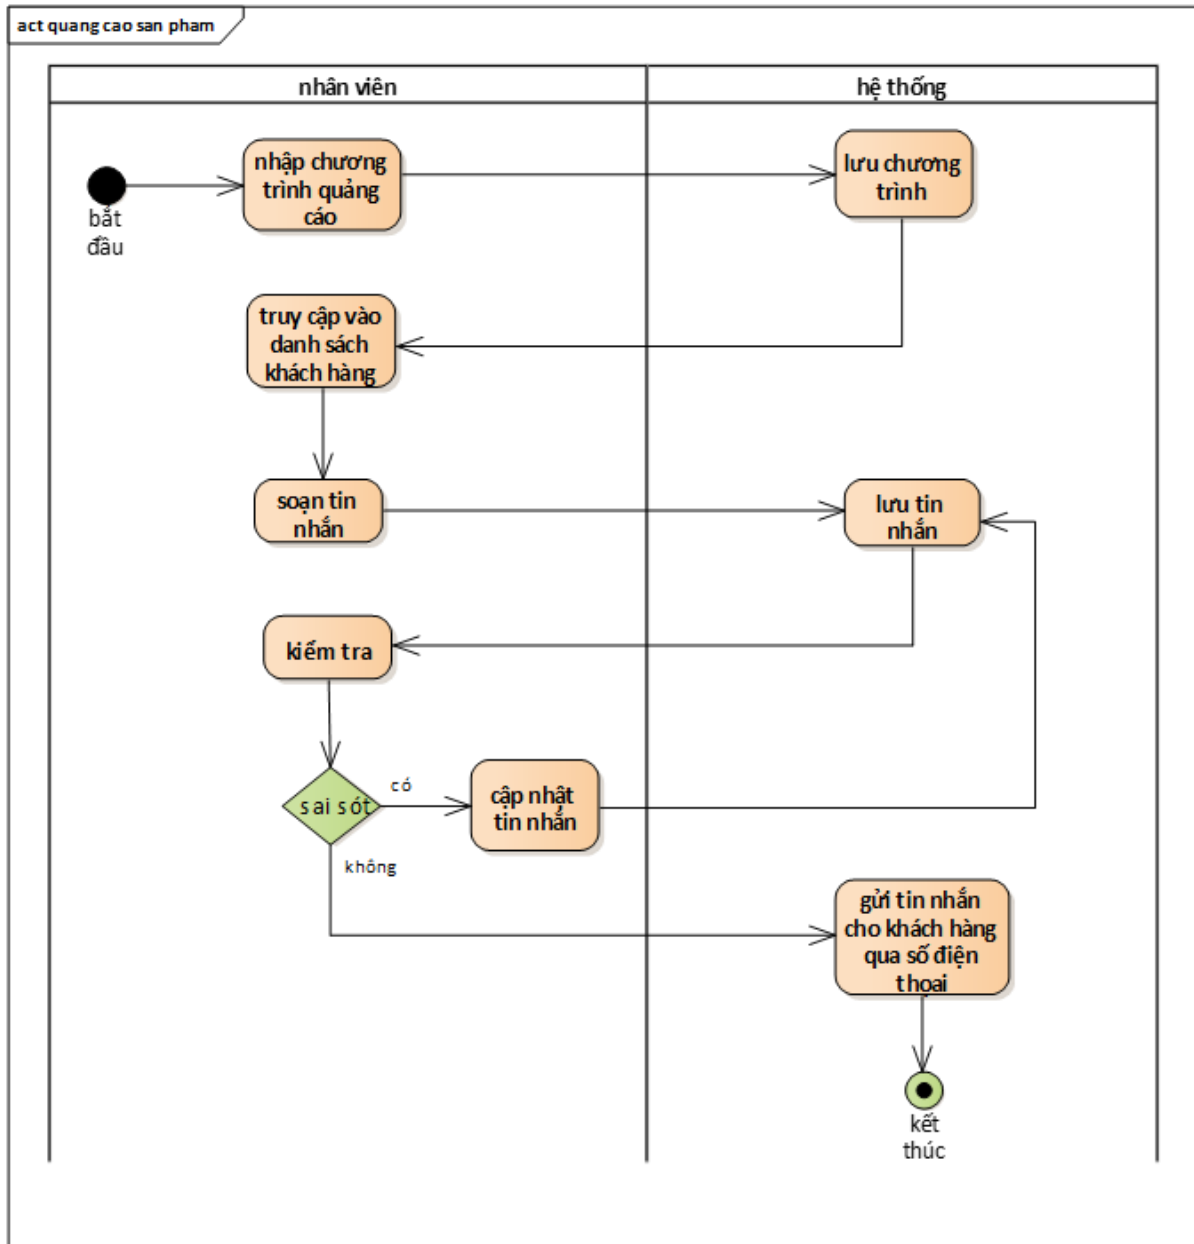 act quang cao san pham
nhân viên
hệ thống
bắt
đầu
nhập chương
trình quảng
cáo
lưu chương
trình
truy cập vào
danh sách
khách hàng
soạn tin
nhắn
lưu tin
nhắn
kiểm tra
sai sót
có
cập nhật
tin nhắn
không
gửi tin nhắn
cho khách hàng
qua số điện
thoại
kết
thúc